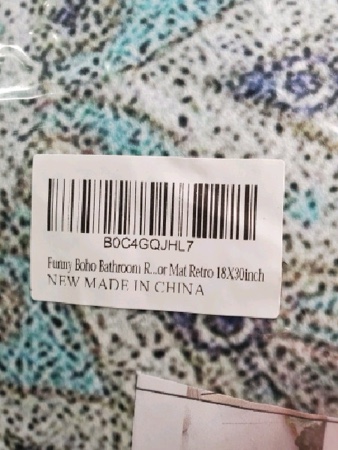 B0C4GQJHL7
Funny Boho Bathroom R...or Mat Retro 18X30inch
NEW MADE IN CHINA